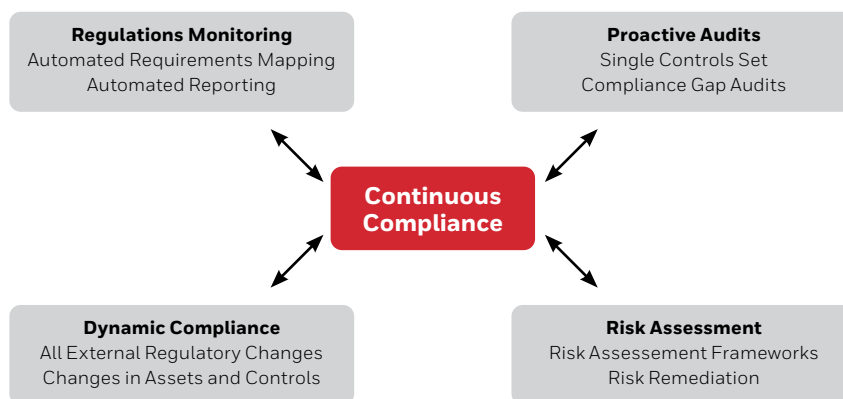 Regulations Monitoring
Automated Requirements Mapping
Automated Reporting
Proactive Audits
Single Controls Set
Compliance Gap Audits
Continuous
Compliance
Dynamic Compliance
All External Regulatory Changes
Changes in Assets and Controls
Risk Assessment
Risk Assessement Frameworks
Risk Remediation